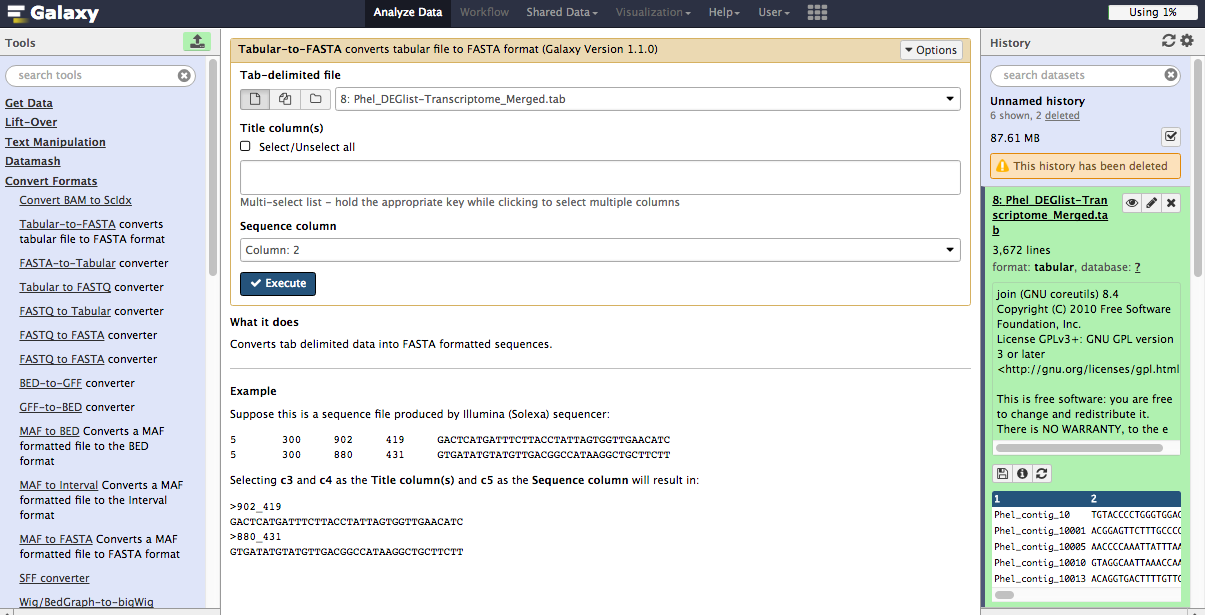 Galaxy
Analyze Data
Workflow
Shared Data
Visualization
Help
User
Using 1%
Tools
search tools
Get Data
Lift-Over
Text Manipulation
Datamash
Convert Formats
Convert BAM to ScIdx
Tabular-to-FASTA converts
tabular file to FASTA format
FASTA-to-Tabular converter
Tabular to FASTQ converter
FASTQ to Tabular converter
FASTQ to FASTA converter
FASTQ to FASTA converter
BED-to-GFF converter
GFF-to-BED converter
MAF to BED Converts a MAF
formatted file to the BED
format
MAF to Interval Converts a MAF
formatted file to the Interval
format
MAF to FASTA Converts a MAF
formatted file to FASTA format
SFF converter
Wig/BedGraph-to-bigWig
Tabular-to-FASTA converts tabular file to FASTA format (Galaxy Version 1.1.0)
Options
Tab-delimited file
8: Phel_DEGlist-Transcriptome_Merged.tab
Title column(s)
Select/Unselect all
Multi-select list - hold the appropriate key while clicking to select multiple columns
Sequence column
Column: 2
Execute
What it does
Converts tab delimited data into FASTA formatted sequences.
Example
Suppose this is a sequence file produced by Illumina (Solexa) sequencer:
5 300 902 419 GACTCATGATTTCTTACCTATTAGTGGTTGAACATC
5 300 880 431 GTGATATGTATGTTGACGGCCATAAGGCTGCTTCTT
Selecting c3 and c4 as the Title column(s) and c5 as the Sequence column will result in:
>902_419
GACTCATGATTTCTTACCTATTAGTGGTTGAACATC
>880_431
GTGATATGTATGTTGACGGCCATAAGGCTGCTTCTT
History
search datasets
Unnamed history
6 shown, 2 deleted
87.61 MB
This history has been deleted
8: Phel_DEGlist-Tran
scriptome_Merged.ta
b
3,672 lines
format: tabular, database: ?
join (GNU coreutils) 8.4
Copyright (C) 2010 Free Software
Foundation, Inc.
License GPLv3+: GNU GPL version
3 or later
<http://gnu.org/licenses/gpl.html
This is free software: you are free
to change and redistribute it.
There is NO WARRANTY, to the e
1 2
Phel_contig_10 TGTACCCCTGGGTGGAG
Phel_contig_10001 ACGGAGTTCTTTGCCCC
Phel_contig_10005 AACCCCAAATTATTTAA
Phel_contig_10010 GTAGGCAATTAAACCAA
Phel_contig_10013 ACAGGTGACTTTTGTTG